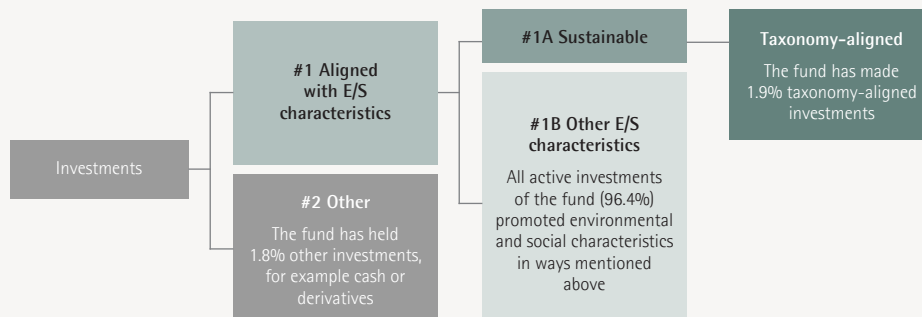 Investments
#1 Aligned
with E/S
characteristics
#2 Other
The fund has held
1.8% other investments,
for example cash or
derivatives
#1A Sustainable
#1B Other E/S
characteristics
All active investments
of the fund (96.4%)
promoted environmental
and social characteristics
in ways mentioned
above
Taxonomy-aligned
The fund has made
1.9% taxonomy-aligned
investments